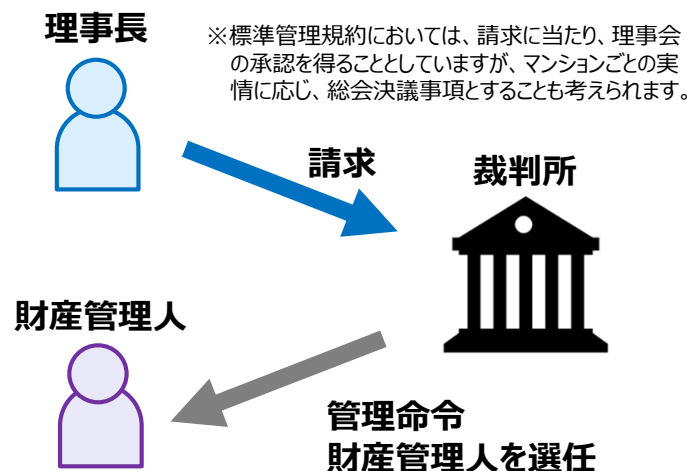 理事長
※標準管理規約においては、請求に当たり、理事会
の承認を得ることとしていますが、マンションごとの実
情に応じ、総会決議事項とすることも考えられます。
請求
裁判所
財産管理人
管理命令
財産管理人を選任